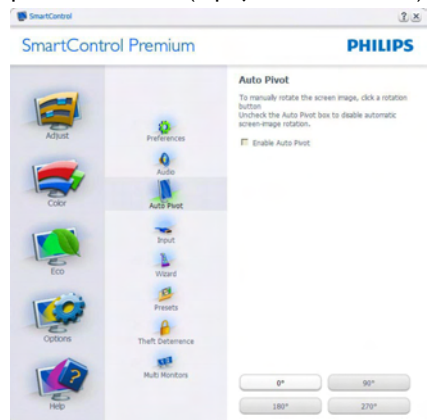 SmartControl
SmartControl Premium
PHILIPS
Adjust
Color
Eco
Options
Help
Preferences
Audio
Auto Pivot
Input
Wizard
Presets
Theft Deterrence
Multi Monitors
Auto Pivot
To manually rotate the screen image, click a rotation
button
Uncheck the Auto Pivot box to disable automatic
screen-image rotation.
Enable Auto Pivot
0°
90°
180°
270°